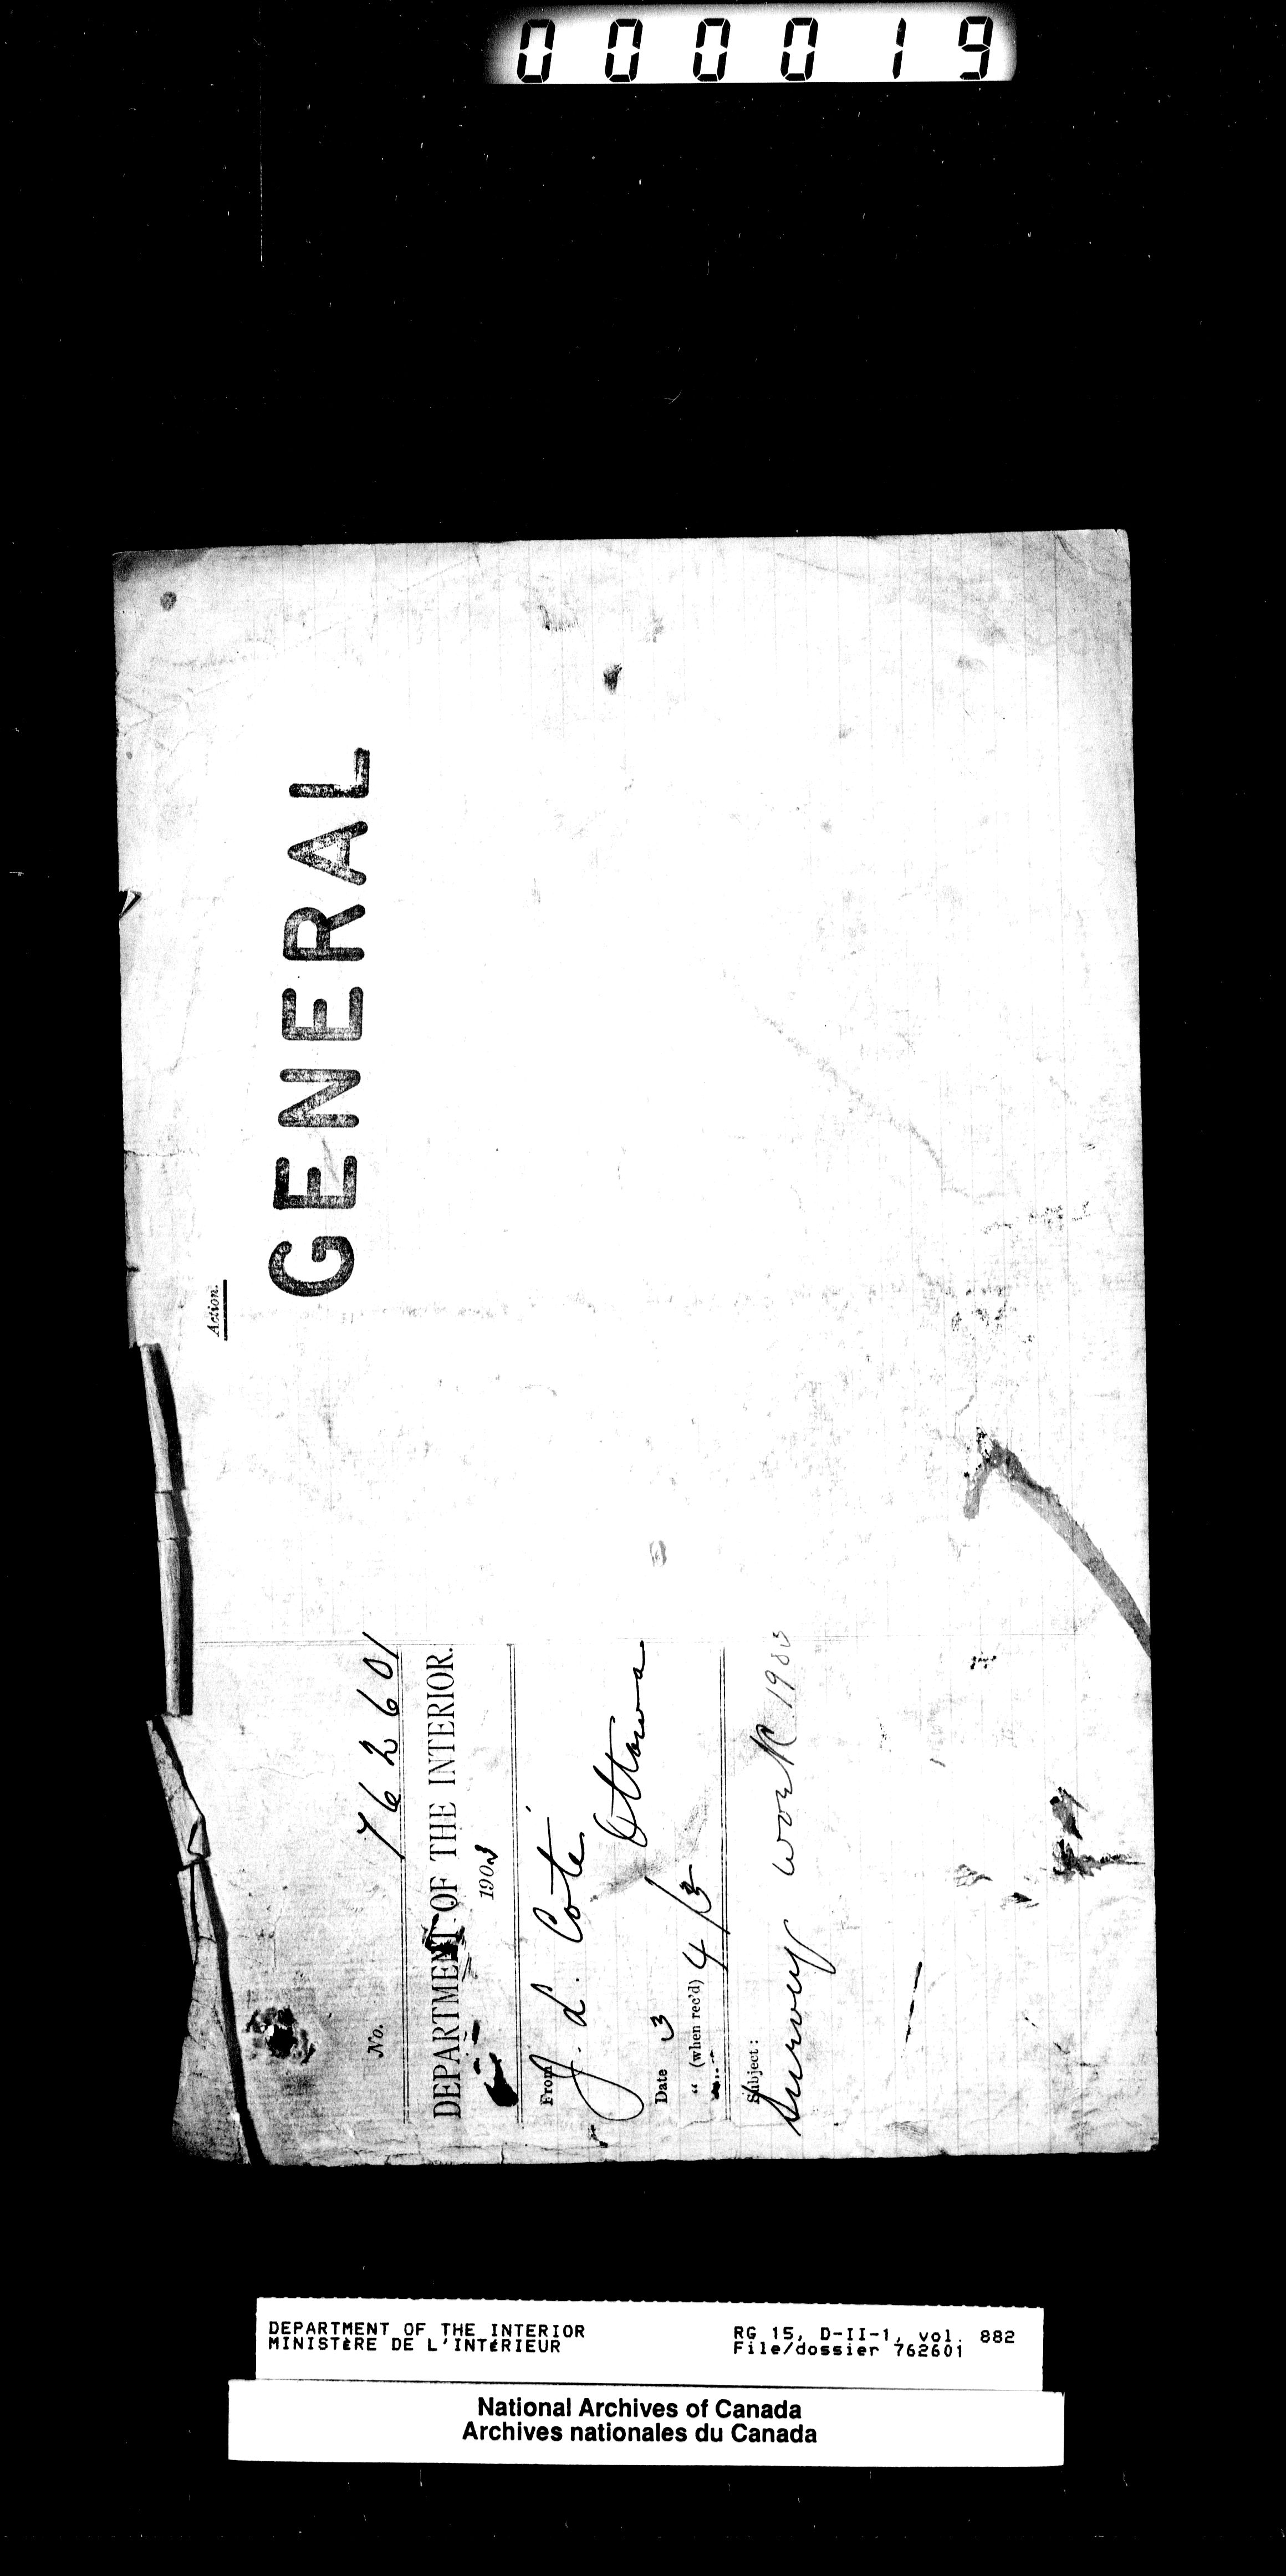 000019
Action.
GENERAL
No. 762601
DEPARTMENT OF THE INTERIOR.
1903
From J. L. Coté
Ottawa
Date 3
" (when rec'd) 4/3
Subject:
Survey work 1903
DEPARTMENT OF THE INTERIOR
MINISTÈRE DE L'INTÉRIEUR
RG 15, D-II-1, vol. 882
File/dossier 762601
National Archives of Canada
Archives nationales du Canada